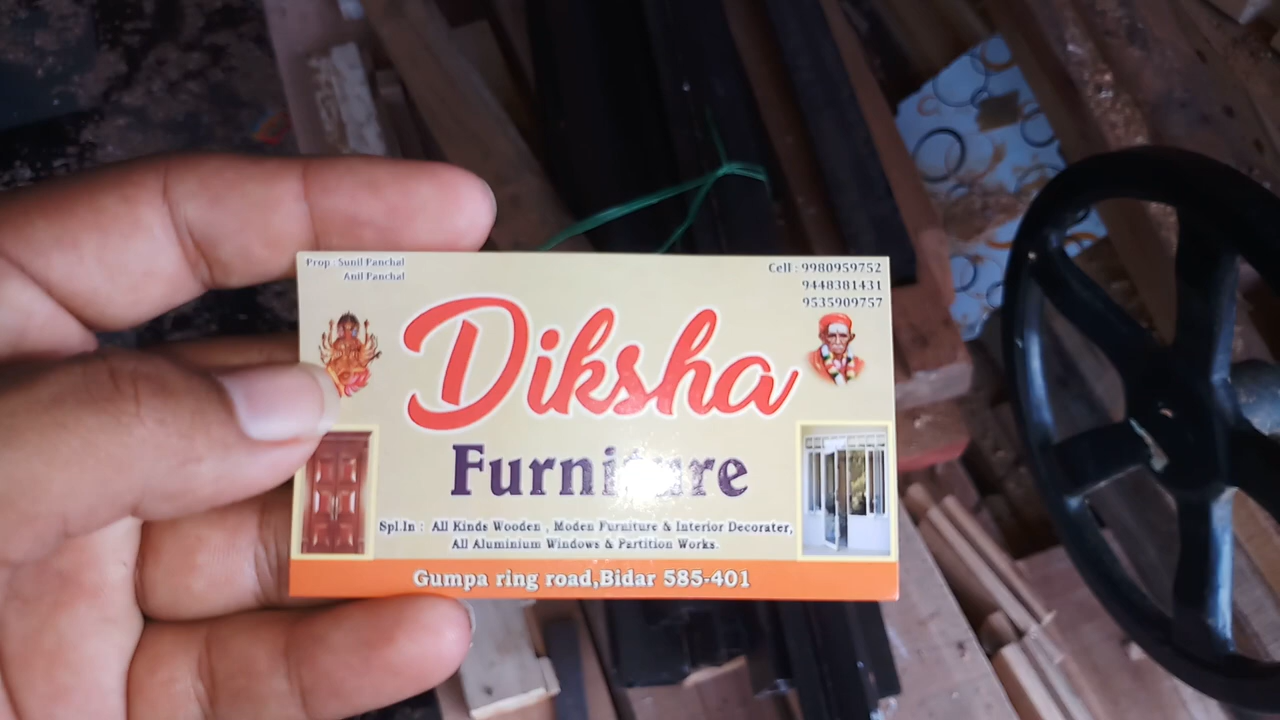 Prop : Sunil Panchal
Anil Panchal
Cell : 9980959752
9448381431
9535909757
Diksha
Furniture
Spl.In : All Kinds Wooden , Moden Furniture & Interior Decorater,
All Aluminium Windows & Partition Works.
Gumpa ring road,Bidar 585-401